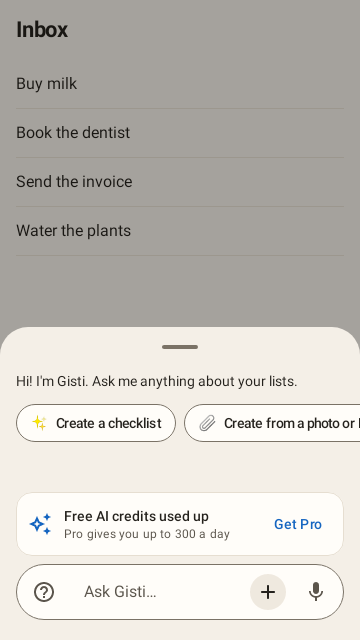 Inbox
Buy milk
Book the dentist
Send the invoice
Water the plants
Hi! I'm Gisti. Ask me anything about your lists.
Create a checklist
Create from a photo or
Free AI credits used up
Pro gives you up to 300 a day
Get Pro
Ask Gisti…